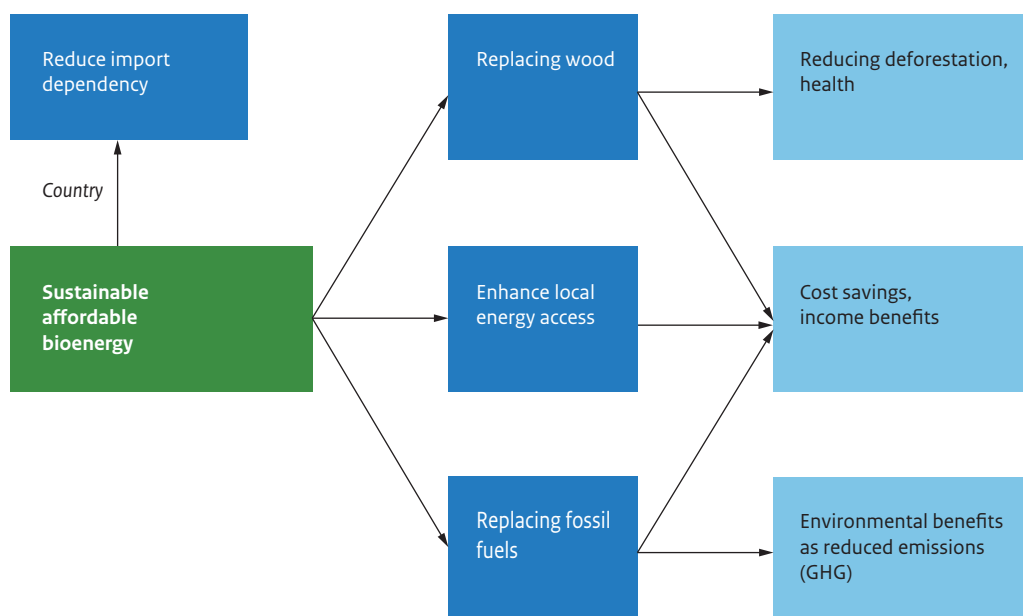 Reduce import
dependency
Country
Sustainable
affordable
bioenergy
Replacing wood
Enhance local
energy access
Replacing fossil
fuels
Reducing deforestation,
health
Cost savings,
income benefits
Environmental benefits
as reduced emissions
(GHG)